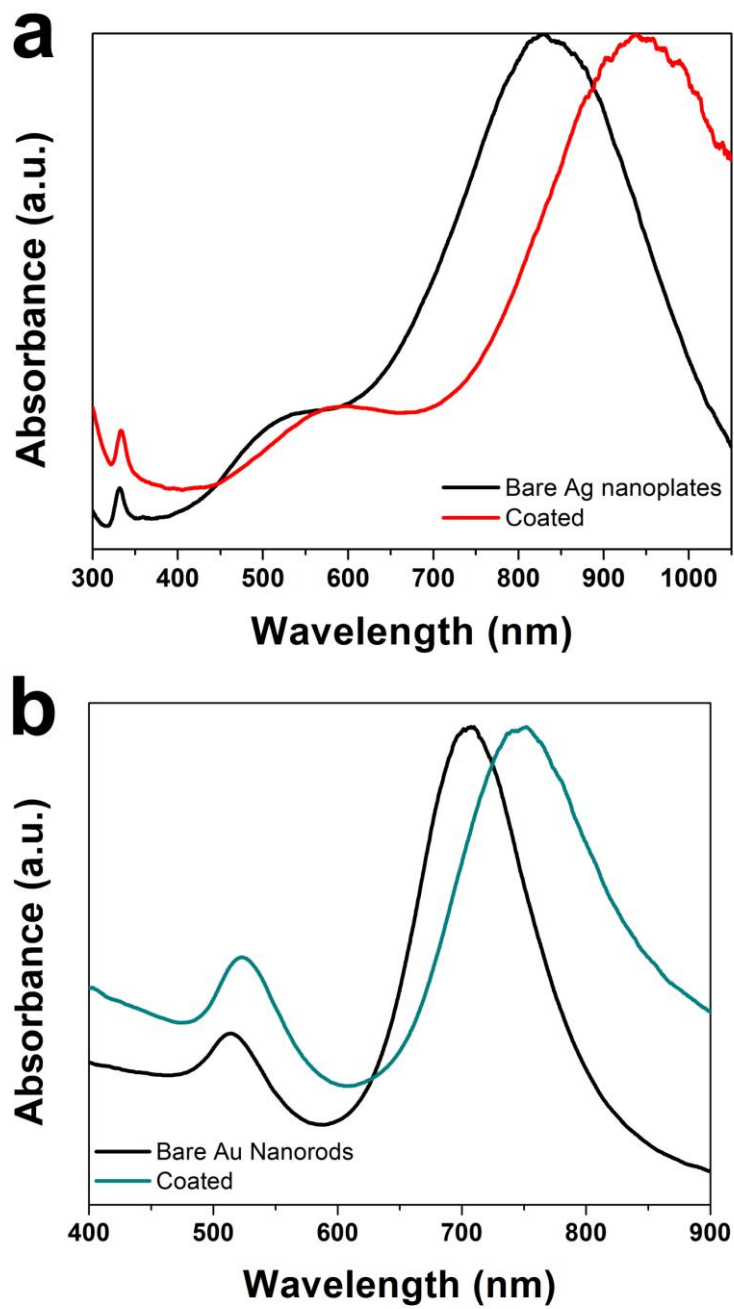 a
Absorbance (a.u.)
Bare Ag nanoplates
Coated
300 400 500 600 700 800 900 1000
Wavelength (nm)
b
Absorbance (a.u.)
Bare Au Nanorods
Coated
400 500 600 700 800 900
Wavelength (nm)